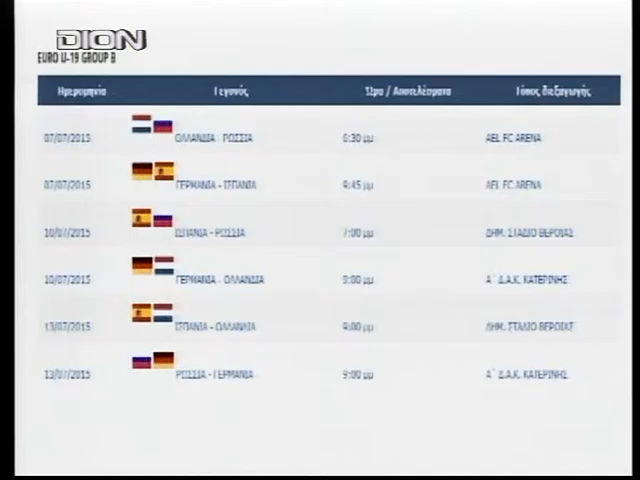 DION
EURO U-19 GROUP B
Ημερομηνία Γεγονός Ώρα / Αποτελέσματα Τόπος διεξαγωγής
07/07/2015 ΟΛΛΑΝΔΙΑ - ΡΩΣΣΙΑ 6:30 μμ AEL FC ARENA
07/07/2015 ΓΕΡΜΑΝΙΑ - ΙΣΠΑΝΙΑ 9:45 μμ AEL FC ARENA
10/07/2015 ΙΣΠΑΝΙΑ - ΡΩΣΣΙΑ 7:00 μμ ΔΗΜ. ΣΤΑΔΙΟ ΒΕΡΟΙΑΣ
10/07/2015 ΓΕΡΜΑΝΙΑ - ΟΛΛΑΝΔΙΑ 9:00 μμ Α΄ Δ.Α.Κ. ΚΑΤΕΡΙΝΗΣ
13/07/2015 ΙΣΠΑΝΙΑ - ΟΛΛΑΝΔΙΑ 9:00 μμ ΔΗΜ. ΣΤΑΔΙΟ ΒΕΡΟΙΑΣ
13/07/2015 ΡΩΣΣΙΑ - ΓΕΡΜΑΝΙΑ 9:00 μμ Α΄ Δ.Α.Κ. ΚΑΤΕΡΙΝΗΣ